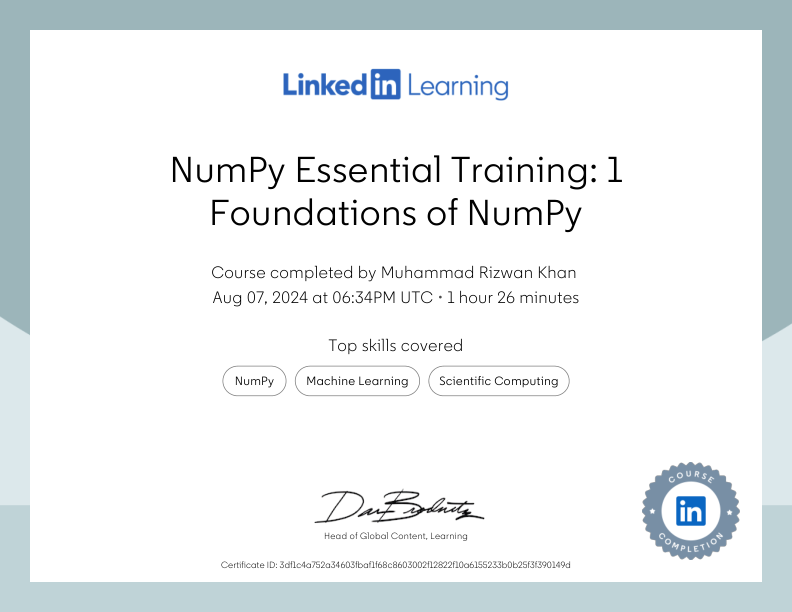 Linked in Learning
NumPy Essential Training: 1
Foundations of NumPy
Course completed by Muhammad Rizwan Khan
Aug 07, 2024 at 06:34PM UTC • 1 hour 26 minutes
Top skills covered
NumPy Machine Learning Scientific Computing
Head of Global Content, Learning
COURSE
in
COMPLETION
Certificate ID: 3df1c4a752a34603fbaf1f68c8603002f12822f10a6155233b0b25f3f390149d